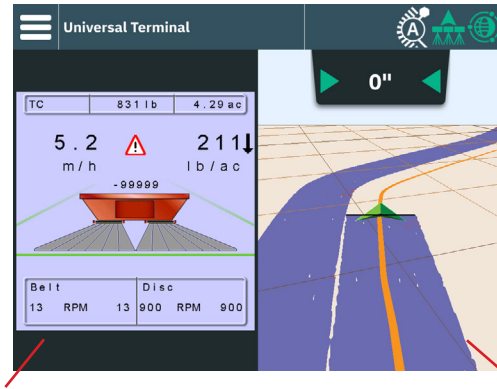 Universal Terminal
A
0"
TC 831 lb 4.29 ac
5.2 211
m/h lb/ac
-99999
Belt Disc
13 RPM 13 900 RPM 900